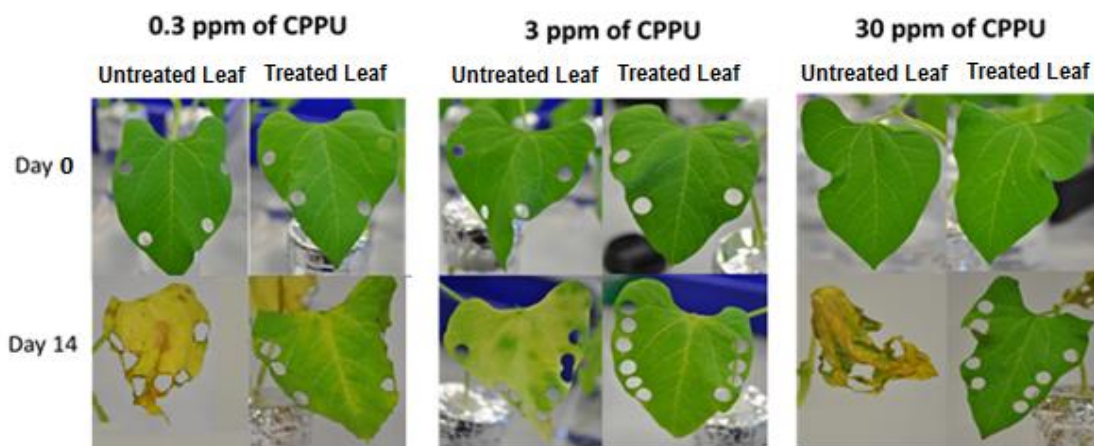 0.3 ppm of CPPU
3 ppm of CPPU
30 ppm of CPPU
Untreated Leaf Treated Leaf
Untreated Leaf Treated Leaf
Untreated Leaf Treated Leaf
Day 0
Day 14